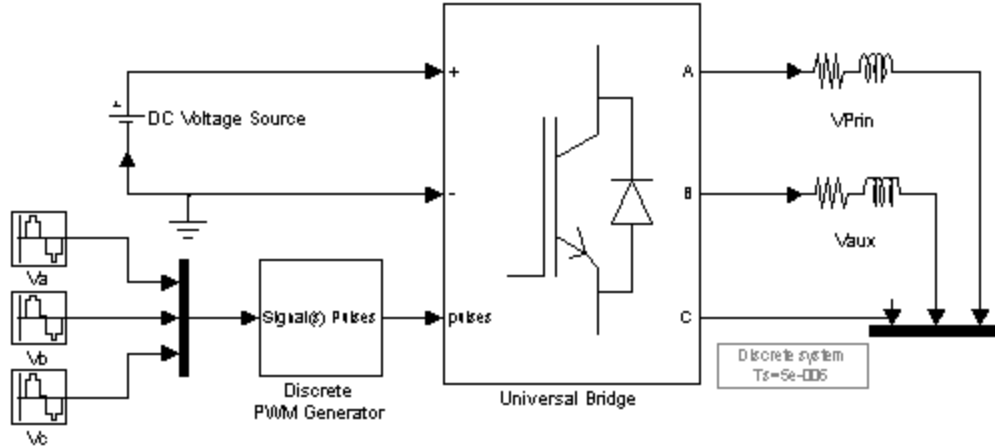 +
A
DC Voltage Source
VPrin
-
B
Va
Vaux
Signal(s) Pulses
pulses
C
Vb
Discrete system
Ts=5e-006
Discrete
PWM Generator
Universal Bridge
Vc